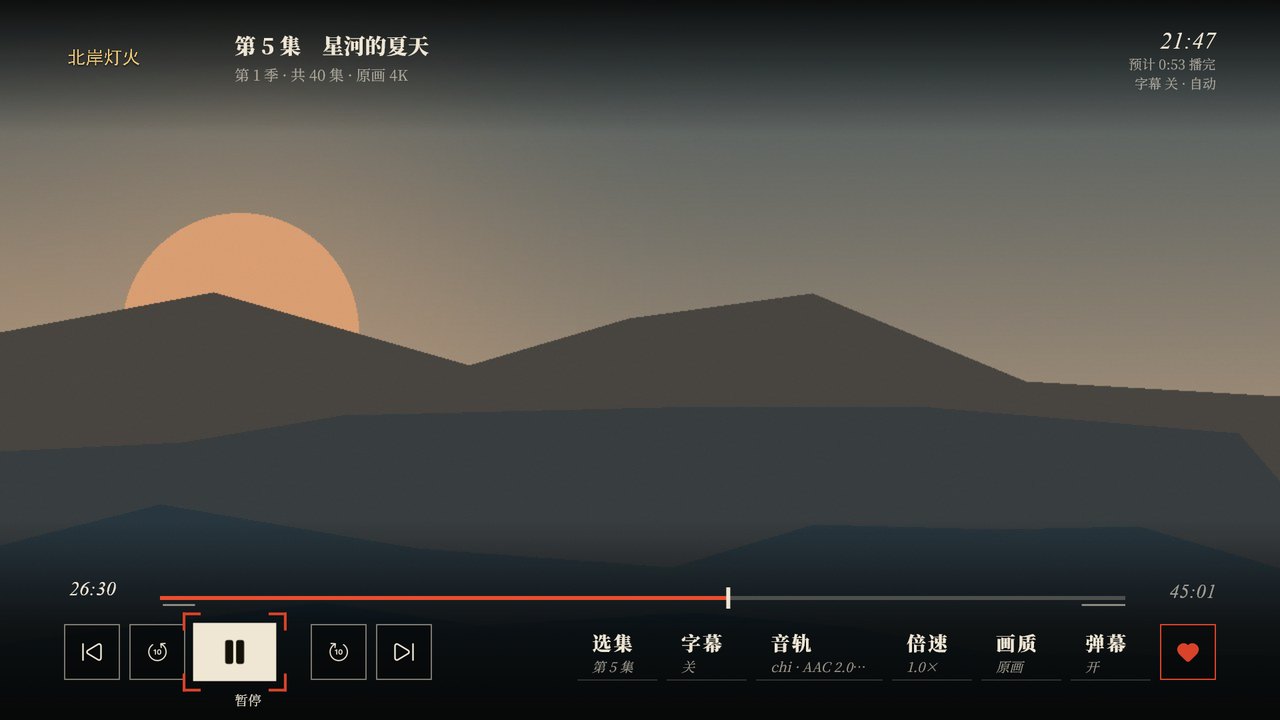 北岸灯火
第 5 集 星河的夏天
第 1 季 · 共 40 集 · 原画 4K
21:47
预计 0:53 播完
字幕 关 · 自动
26:30
45:01
10
10
暂停
选集
第 5 集
字幕
关
音轨
chi · AAC 2.0…
倍速
1.0×
画质
原画
弹幕
开